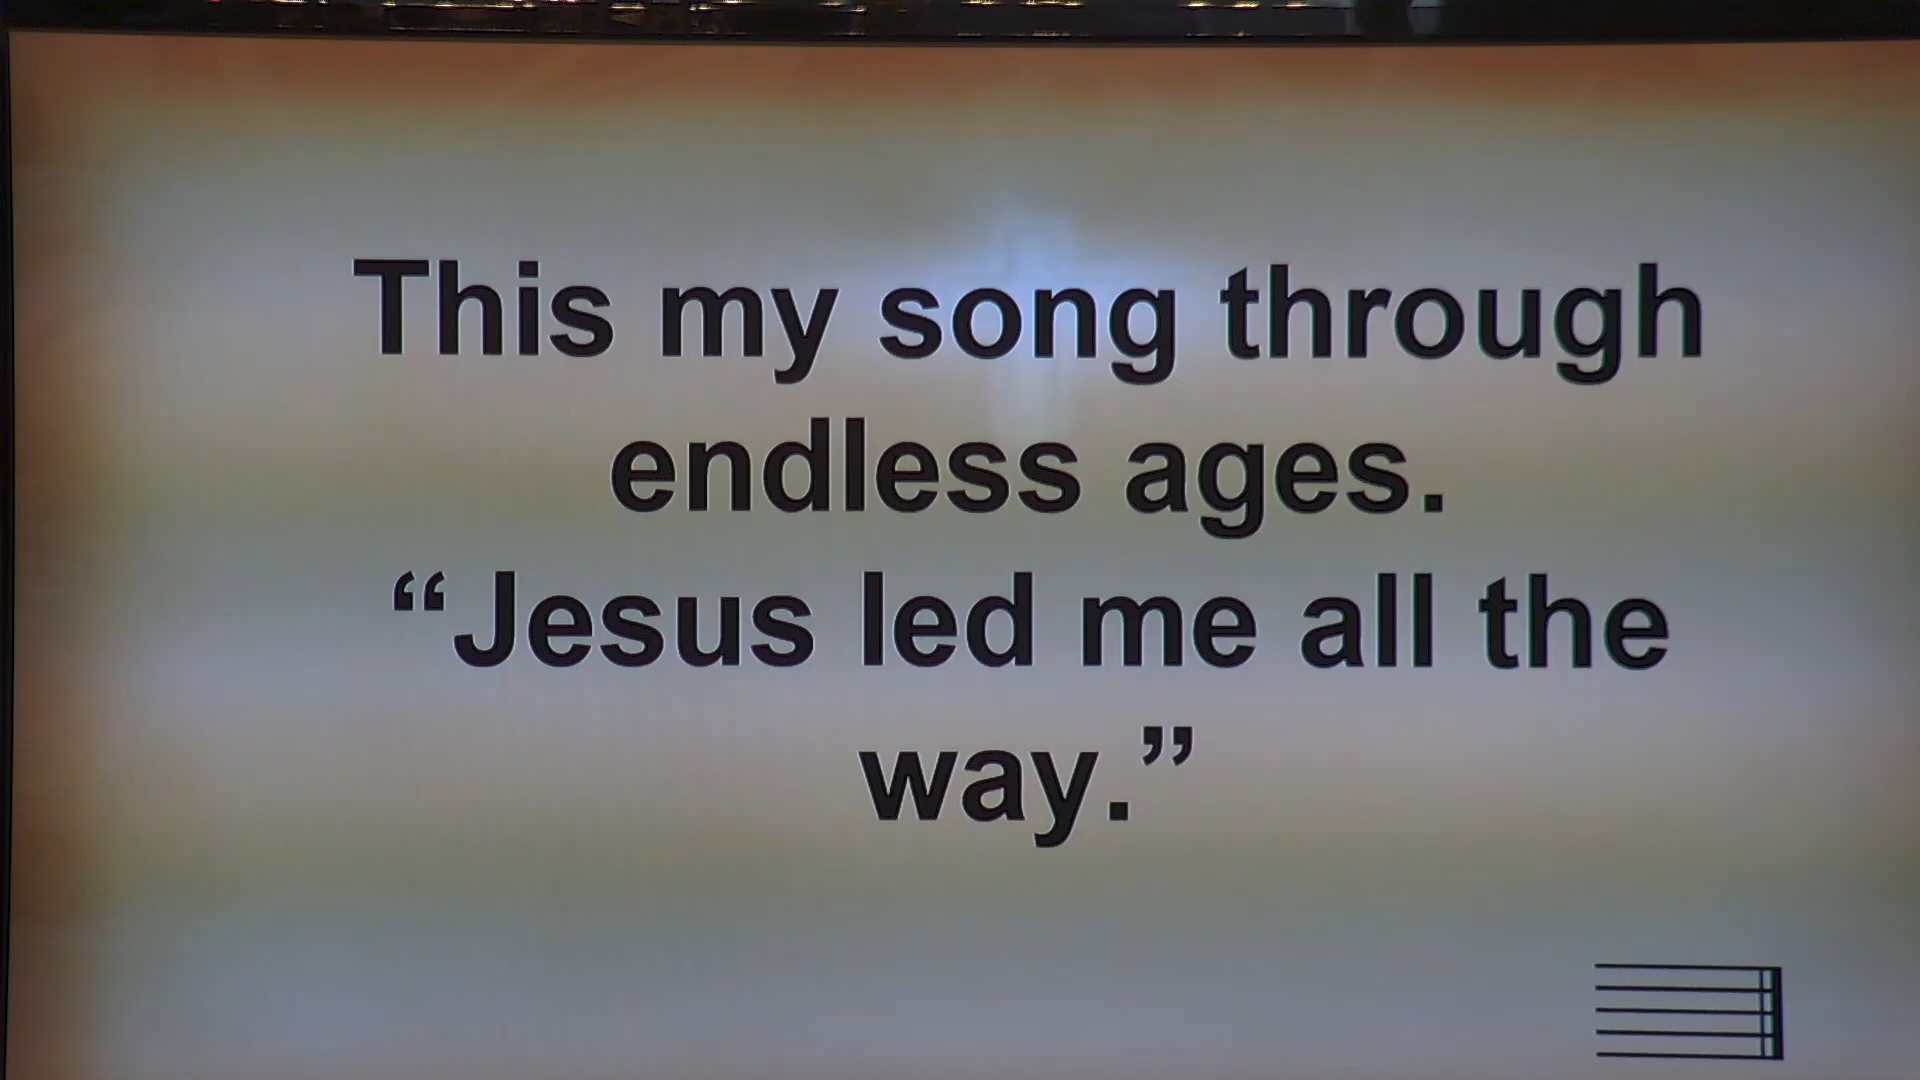 This my song through
endless ages.
“Jesus led me all the
way.”